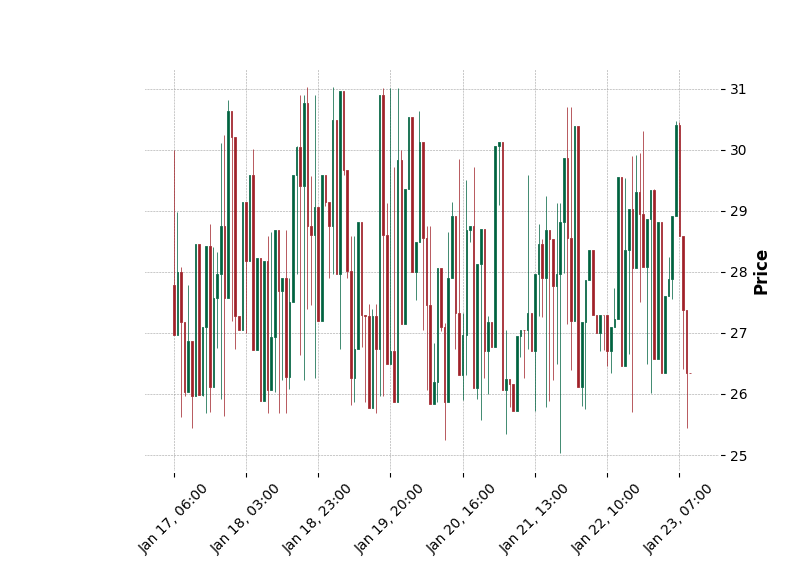 31
30
29
28
27
26
25
Price
Jan 17, 06:00
Jan 18, 03:00
Jan 18, 23:00
Jan 19, 20:00
Jan 20, 16:00
Jan 21, 13:00
Jan 22, 10:00
Jan 23, 07:00